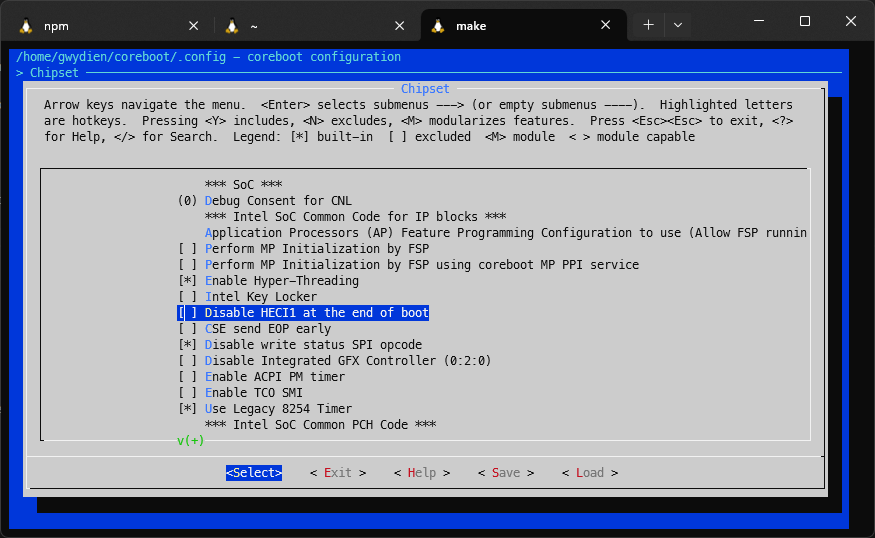 npm
~
make
/home/gwydien/coreboot/.config – coreboot configuration
> Chipset
Chipset
Arrow keys navigate the menu.  <Enter> selects submenus ---> (or empty submenus ----).  Highlighted letters
are hotkeys.  Pressing <Y> includes, <N> excludes, <M> modularizes features.  Press <Esc><Esc> to exit, <?>
for Help, </> for Search.  Legend: [*] built-in  [ ] excluded  <M> module  < > module capable
*** SoC ***
(0) Debug Consent for CNL
*** Intel SoC Common Code for IP blocks ***
Application Processors (AP) Feature Programming Configuration to use (Allow FSP runnin
[ ] Perform MP Initialization by FSP
[ ] Perform MP Initialization by FSP using coreboot MP PPI service
[*] Enable Hyper-Threading
[ ] Intel Key Locker
[ ] Disable HECI1 at the end of boot
[ ] CSE send EOP early
[*] Disable write status SPI opcode
[ ] Disable Integrated GFX Controller (0:2:0)
[ ] Enable ACPI PM timer
[ ] Enable TCO SMI
[*] Use Legacy 8254 Timer
*** Intel SoC Common PCH Code ***
v(+)
<Select>    < Exit >    < Help >    < Save >    < Load >